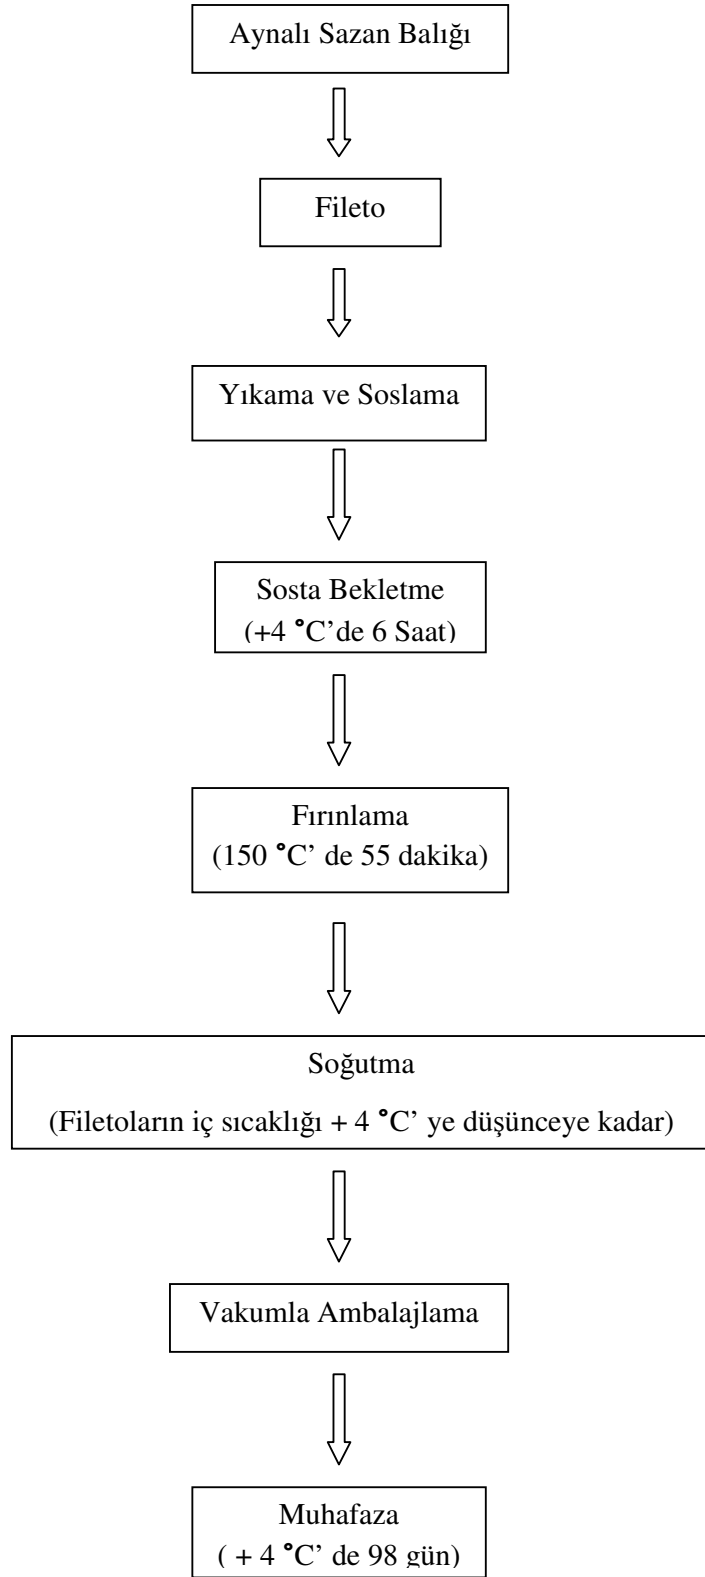 Aynalı Sazan Balığı
Fileto
Yıkama ve Soslama
Sosta Bekletme
(+4 °C’de 6 Saat)
Fırınlama
(150 °C’ de 55 dakika)
Soğutma
(Filetoların iç sıcaklığı + 4 °C’ ye düşünceye kadar)
Vakumla Ambalajlama
Muhafaza
( + 4 °C’ de 98 gün)